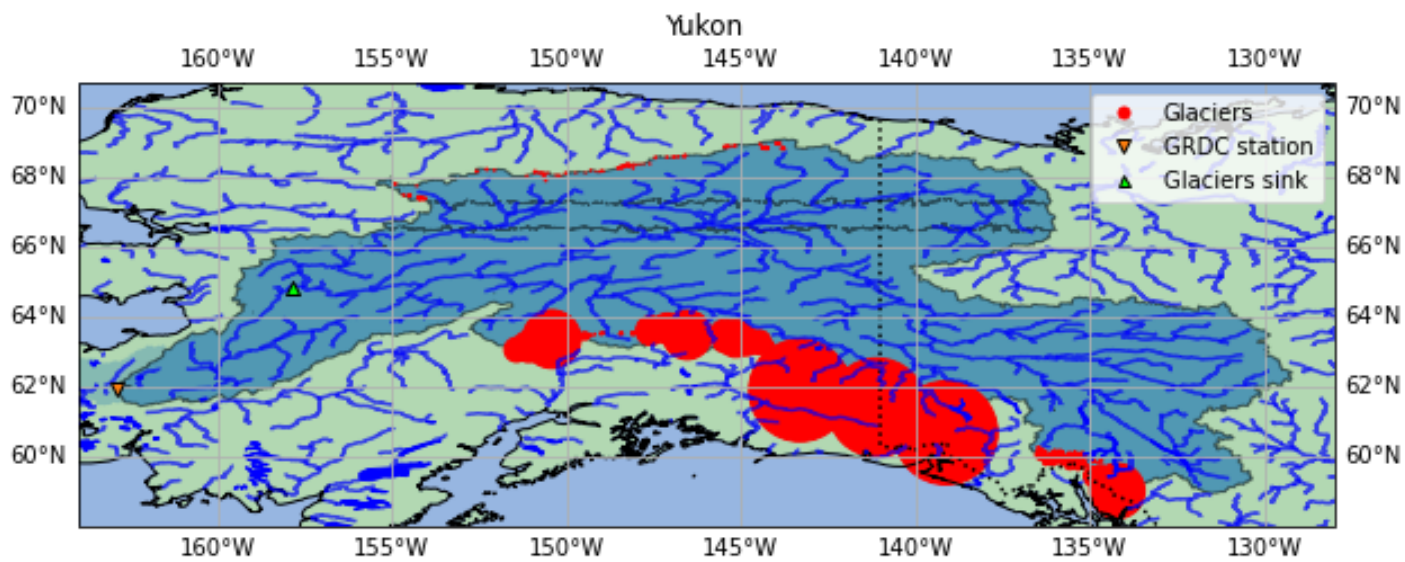 Yukon
160°W 155°W 150°W 145°W 140°W 135°W 130°W
70°N 70°N
Glaciers
GRDC station
68°N 68°N
Glaciers sink
66°N 66°N
64°N 64°N
62°N 62°N
60°N 60°N
160°W 155°W 150°W 145°W 140°W 135°W 130°W